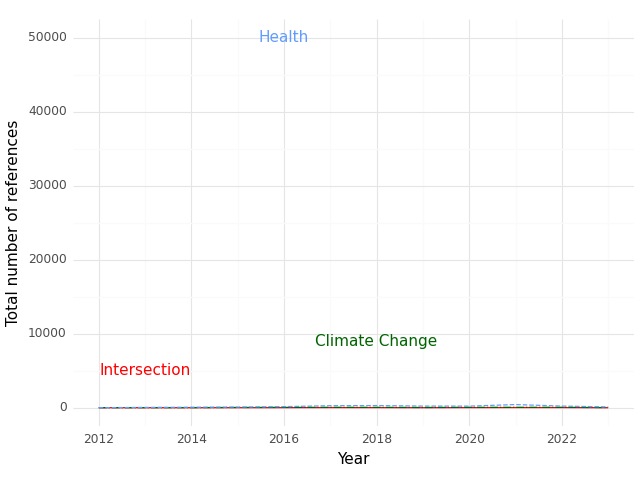 50000
40000
30000
20000
10000
0
Total number of references
Health
Climate Change
Intersection
2012
2014
2016
2018
2020
2022
Year